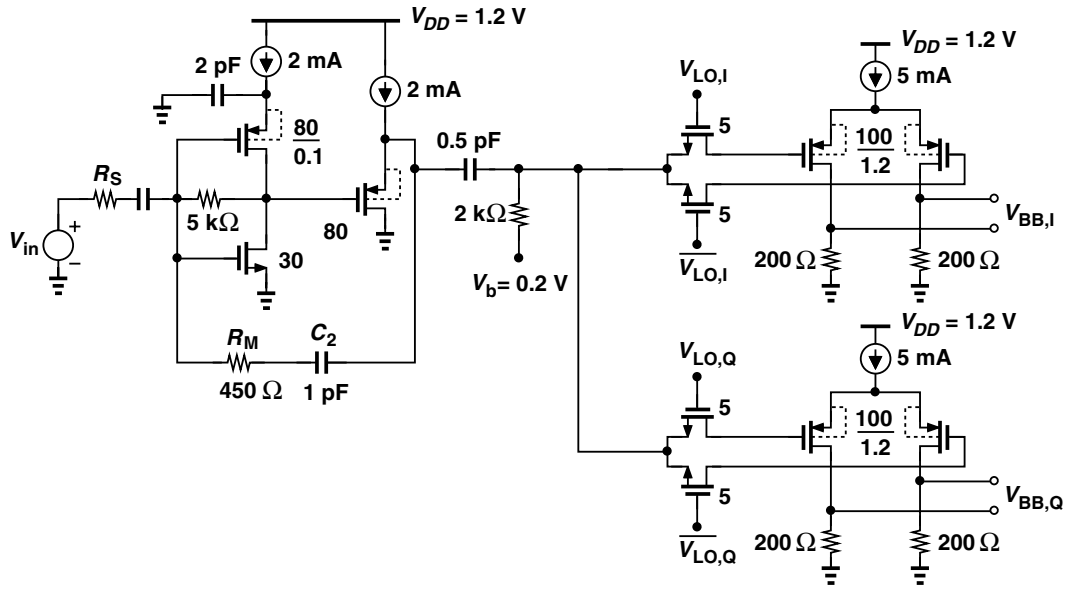 V_DD = 1.2 V
2 mA
2 pF
2 mA
80
0.1
R_S
5 kΩ
V_in
+
−
30
80
R_M
450 Ω
C_2
1 pF
0.5 pF
2 kΩ
V_b= 0.2 V
V_LO,I
5
5
V_LO,I
V_DD = 1.2 V
5 mA
100
1.2
V_BB,I
200 Ω
200 Ω
V_LO,Q
5
5
V_LO,Q
V_DD = 1.2 V
5 mA
100
1.2
V_BB,Q
200 Ω
200 Ω